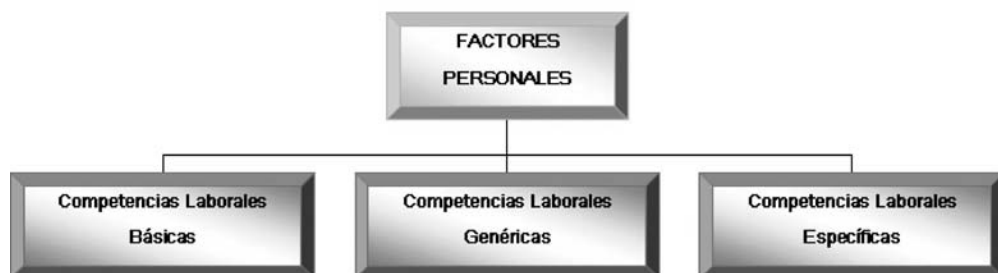 FACTORES
PERSONALES
Competencias Laborales
Básicas
Competencias Laborales
Genéricas
Competencias Laborales
Específicas